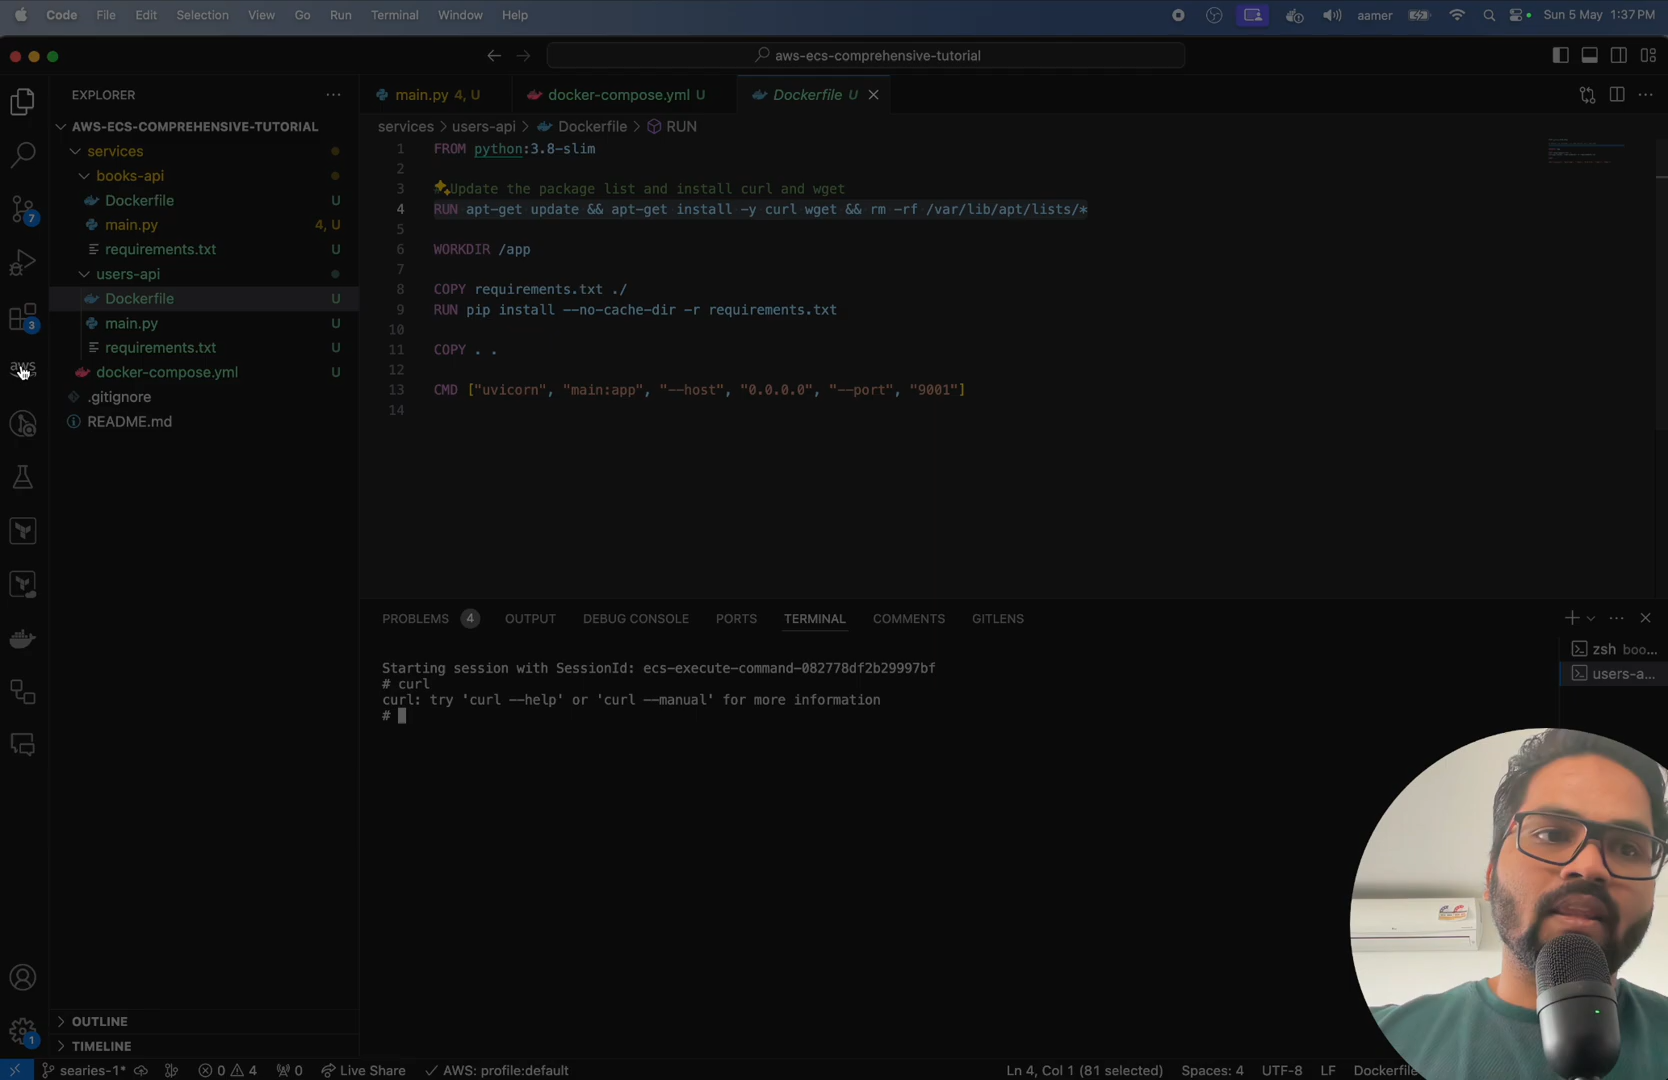 Code File Edit Selection View Go Run Terminal Window Help aamer Sun 5 May 1:37 PM
aws-ecs-comprehensive-tutorial
EXPLORER
AWS-ECS-COMPREHENSIVE-TUTORIAL
services
books-api
Dockerfile U
main.py 4, U
requirements.txt U
users-api
Dockerfile U
main.py U
requirements.txt U
docker-compose.yml U
.gitignore
README.md
OUTLINE
TIMELINE
7
3
aws
1
main.py 4, U docker-compose.yml U Dockerfile U
services > users-api > Dockerfile > RUN
1 FROM python:3.8-slim
2
3 Update the package list and install curl and wget
4 RUN apt-get update && apt-get install -y curl wget && rm -rf /var/lib/apt/lists/*
5
6 WORKDIR /app
7
8 COPY requirements.txt ./
9 RUN pip install --no-cache-dir -r requirements.txt
10
11 COPY . .
12
13 CMD ["uvicorn", "main:app", "--host", "0.0.0.0", "--port", "9001"]
14
PROBLEMS 4 OUTPUT DEBUG CONSOLE PORTS TERMINAL COMMENTS GITLENS
Starting session with SessionId: ecs-execute-command-082778df2b29997bf
# curl
curl: try 'curl --help' or 'curl --manual' for more information
#
zsh boo...
users-a...
searies-1* 0 4 0 Live Share AWS: profile:default Ln 4, Col 1 (81 selected) Spaces: 4 UTF-8 LF Dockerfile